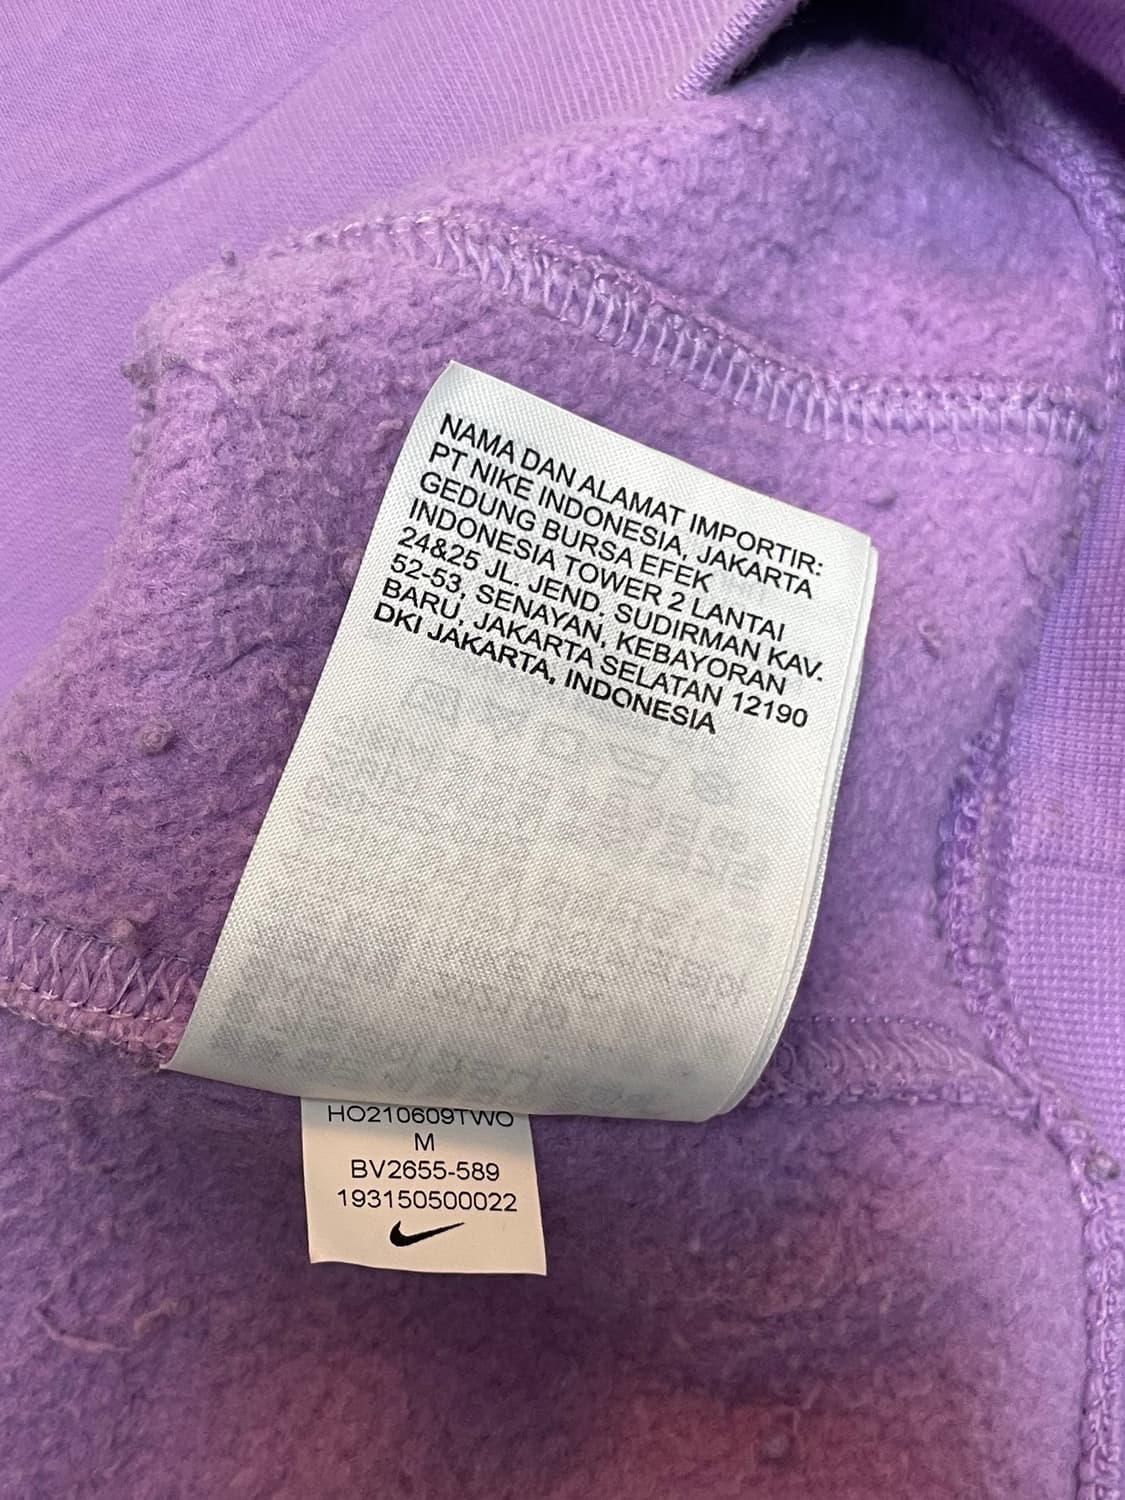 NAMA DAN ALAMAT IMPORTIR:
PT NIKE INDONESIA, JAKARTA
GEDUNG BURSA EFEK
INDONESIA TOWER 2 LANTAI
24&25 JL. JEND. SUDIRMAN KAV.
52-53, SENAYAN, KEBAYORAN
BARU, JAKARTA SELATAN 12190
DKI JAKARTA, INDONESIA
HO210609TWO
M
BV2655-589
193150500022